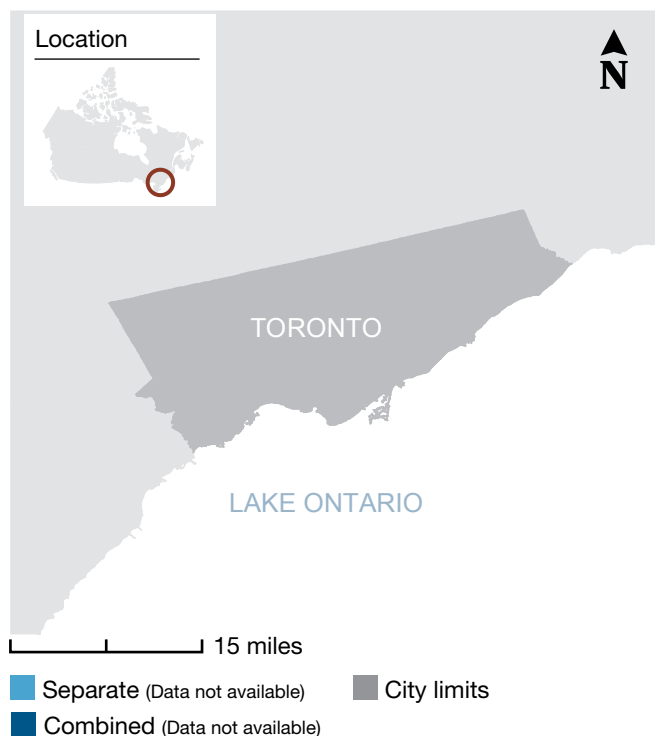 Location
N
TORONTO
LAKE ONTARIO
15 miles
Separate (Data not available)
City limits
Combined (Data not available)